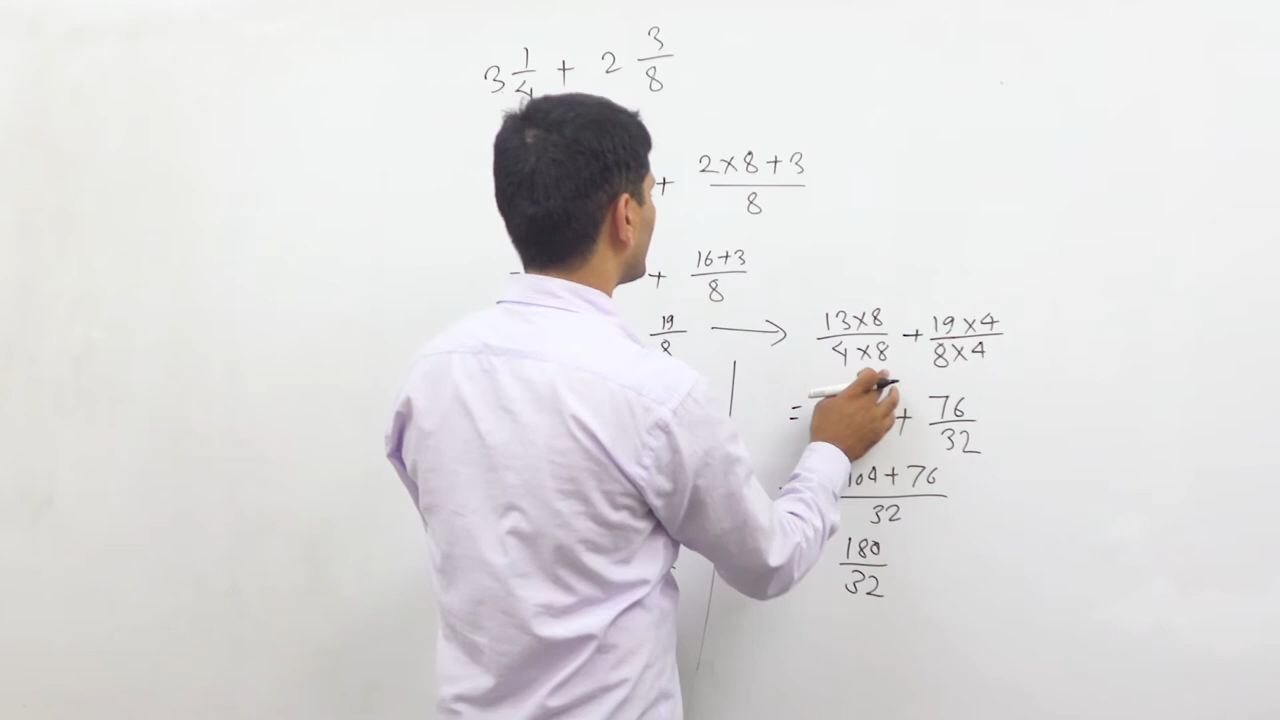 3 1/4 + 2 3/8
+ (2×8+3)/8
+ (16+3)/8
19/8 → (13×8)/(4×8) + (19×4)/(8×4)
= + 76/32
(104+76)/32
180/32